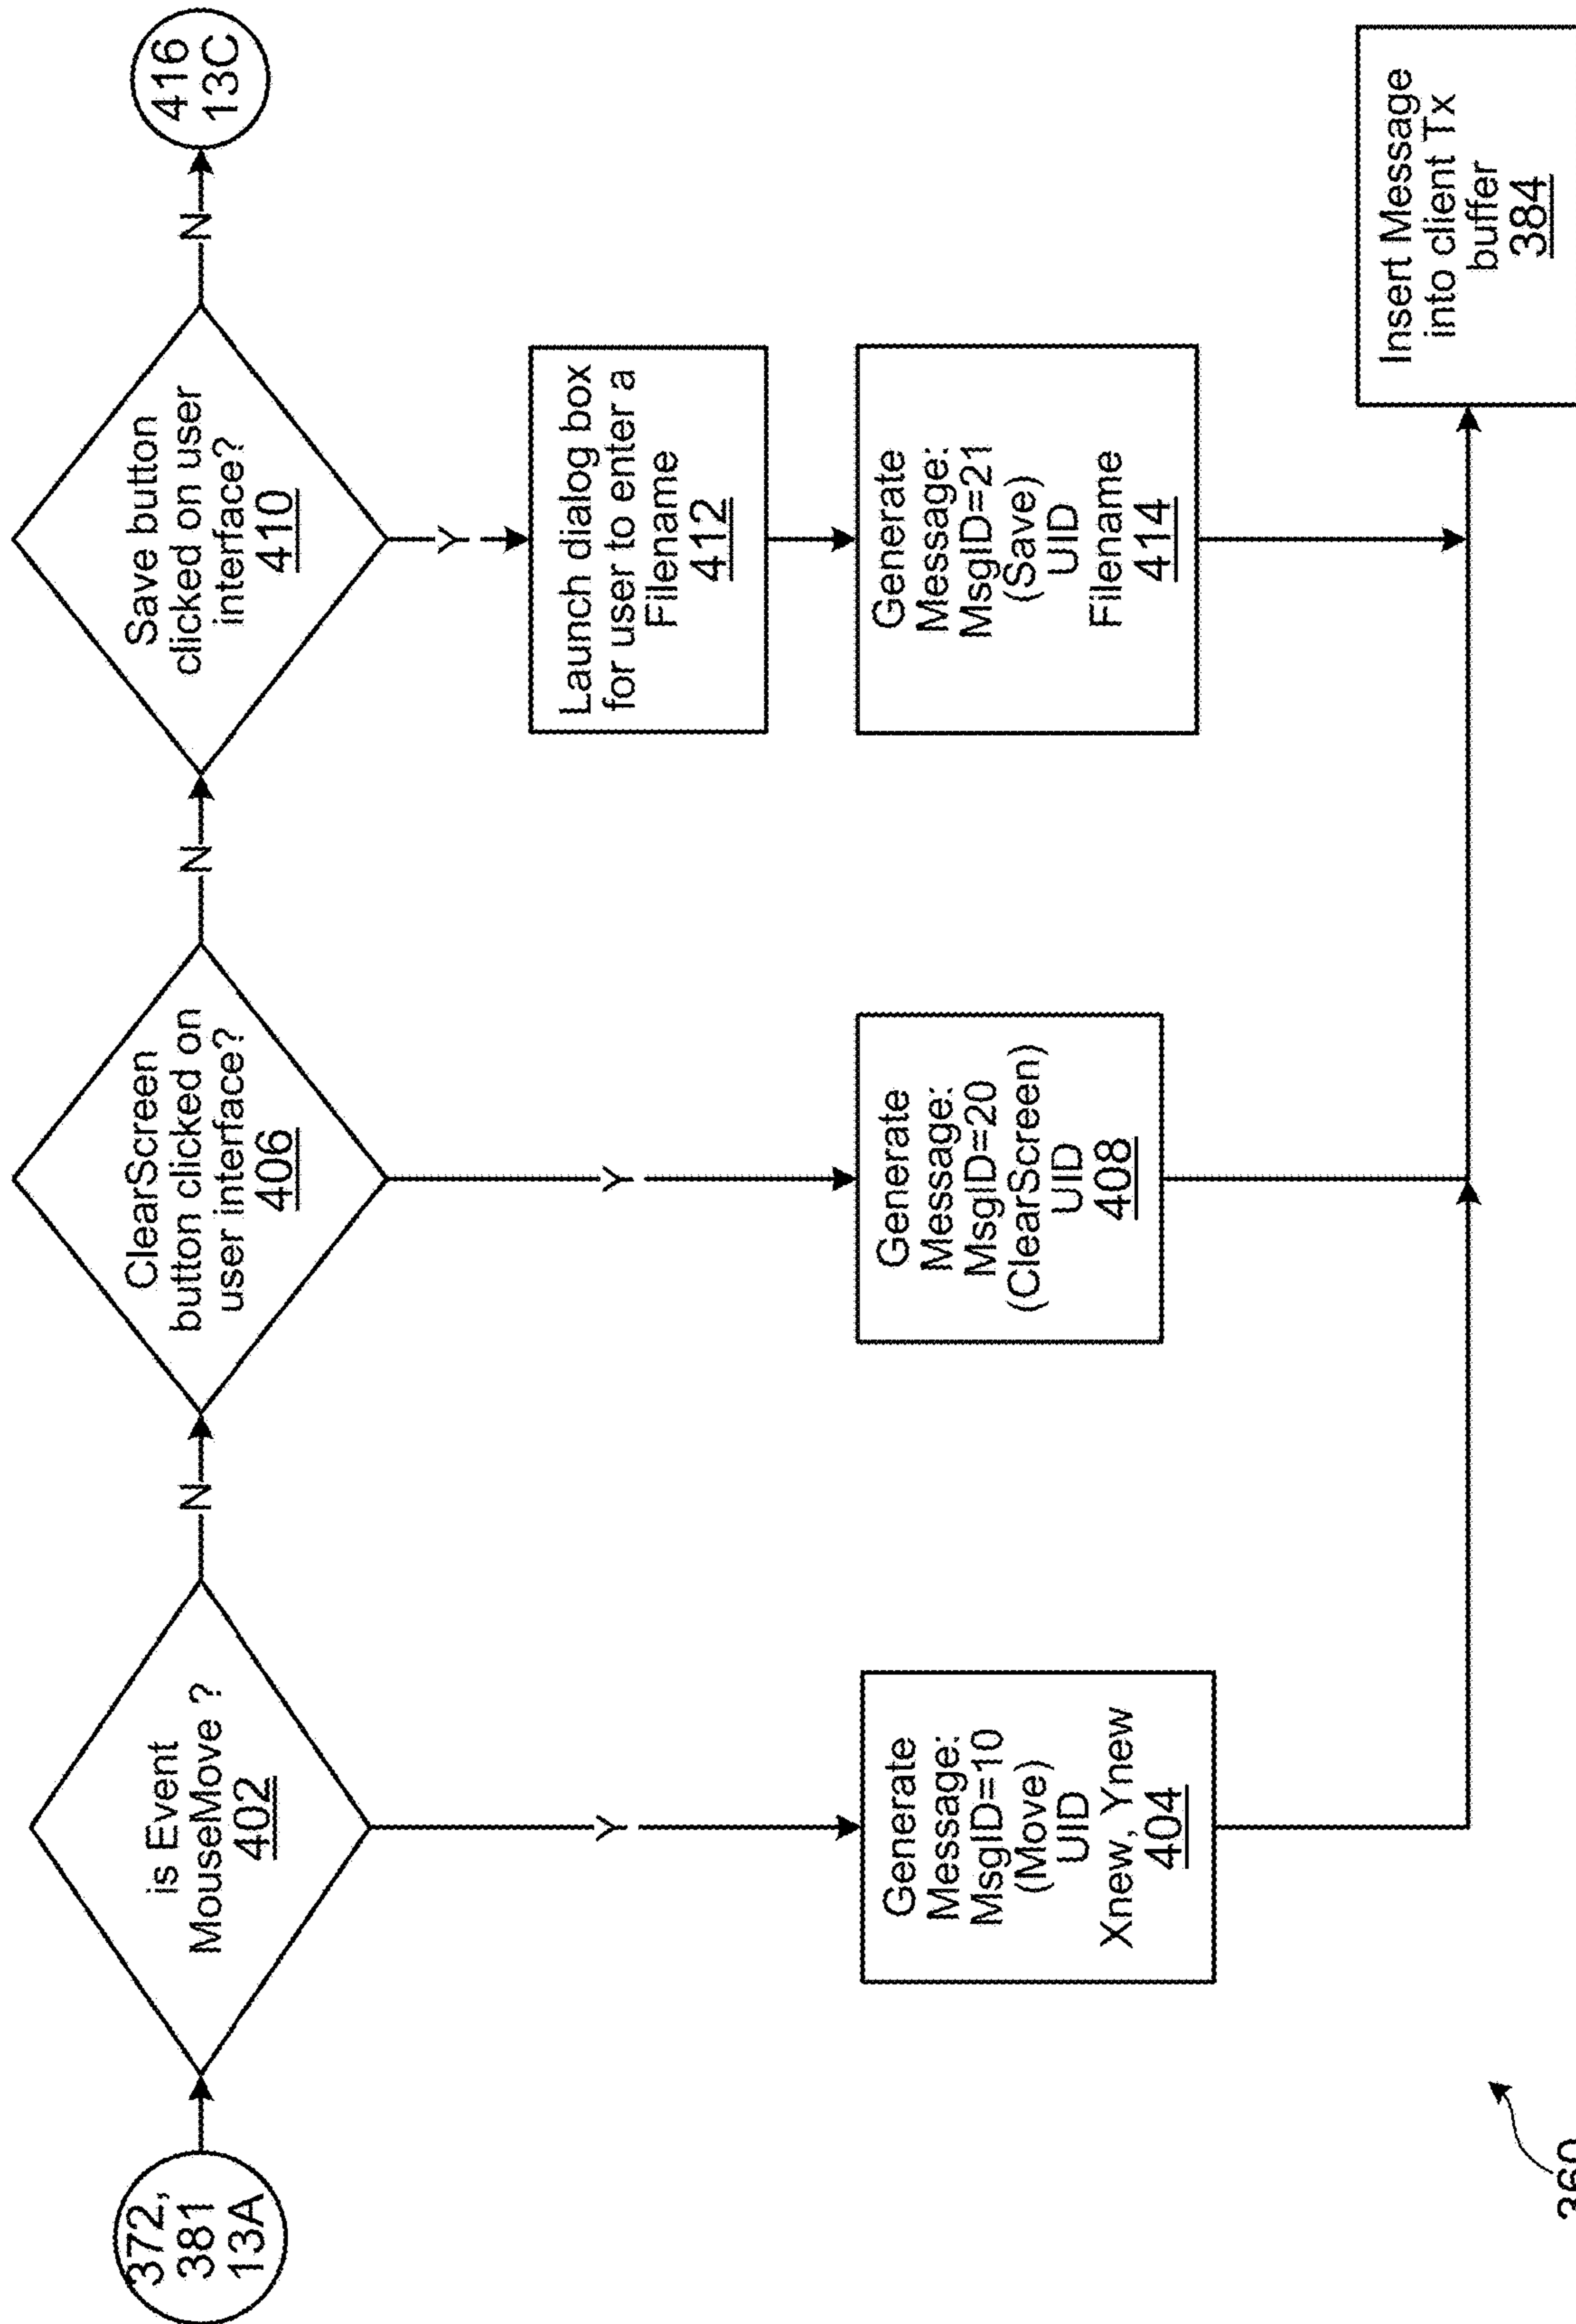 372,
381
13A
is Event
MouseMove ?
402
N
ClearScreen
button clicked on
user interface?
406
N
Save button
clicked on user
interface?
410
N
416
13C
Y
Y
Y
Launch dialog box
for user to enter a
Filename
412
Generate
Message:
MsgID=10
(Move)
UID
Xnew, Ynew
404
Generate
Message:
MsgID=20
(ClearScreen)
UID
408
Generate
Message:
MsgID=21
(Save)
UID
Filename
414
Insert Message
into client Tx
buffer
384
360